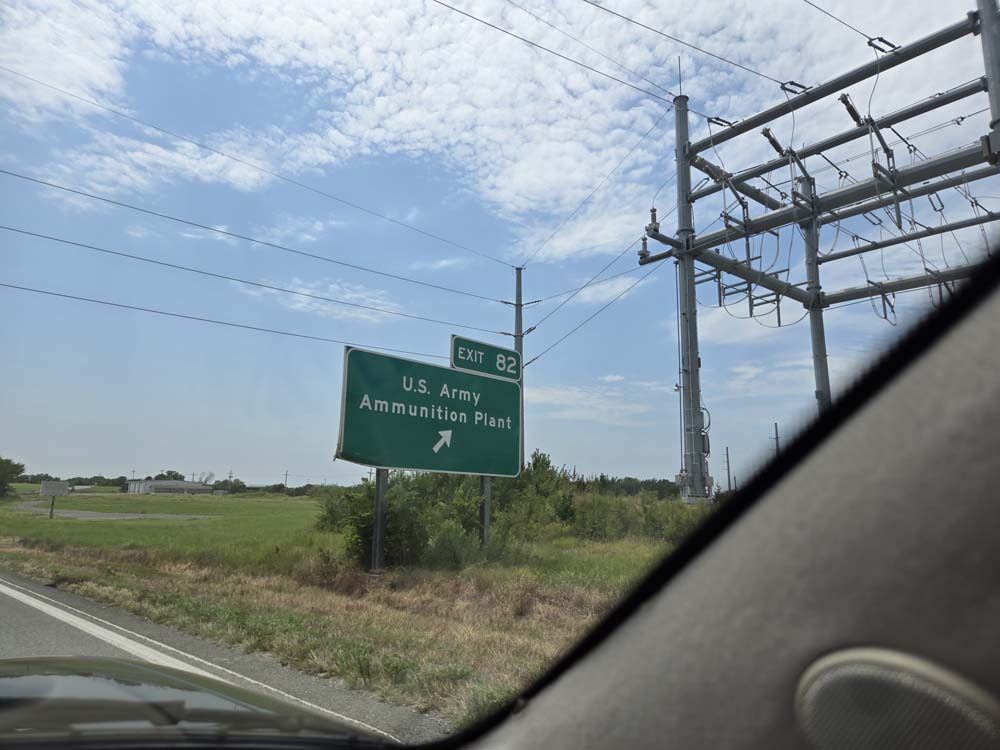 EXIT 82
U.S. Army
Ammunition Plant